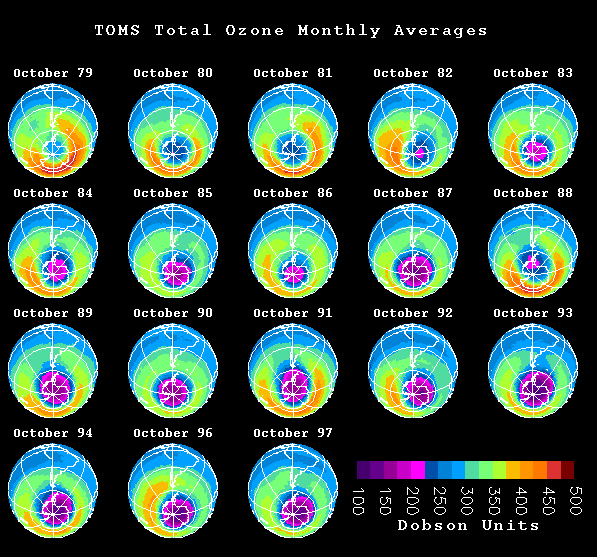 TOMS Total Ozone Monthly Averages
October 79 October 80 October 81 October 82 October 83
October 84 October 85 October 86 October 87 October 88
October 89 October 90 October 91 October 92 October 93
October 94 October 96 October 97
100 150 200 250 300 350 400 450 500
Dobson Units